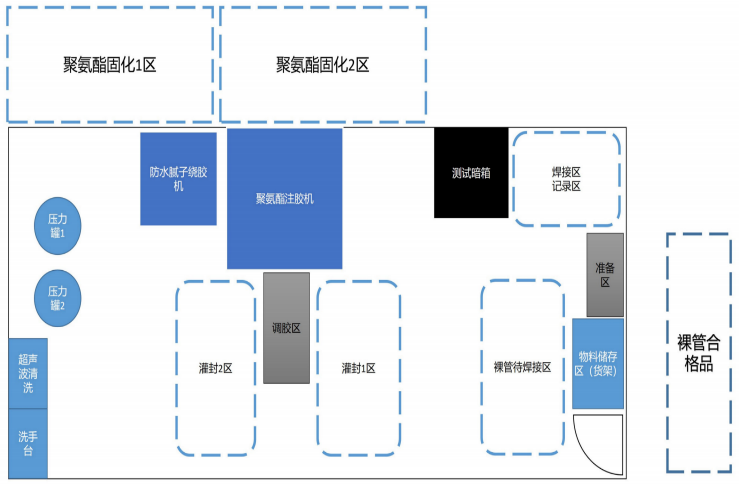 聚氨酯固化1区
聚氨酯固化2区
防水腻子绕胶
机
聚氨酯注胶机
测试暗箱
焊接区
记录区
压力
罐1
准备
区
压力
罐2
调胶区
裸管合
格品
超声
波清
洗
灌封2区
灌封1区
裸管待焊接区
物料储存
区（货架）
洗手
台